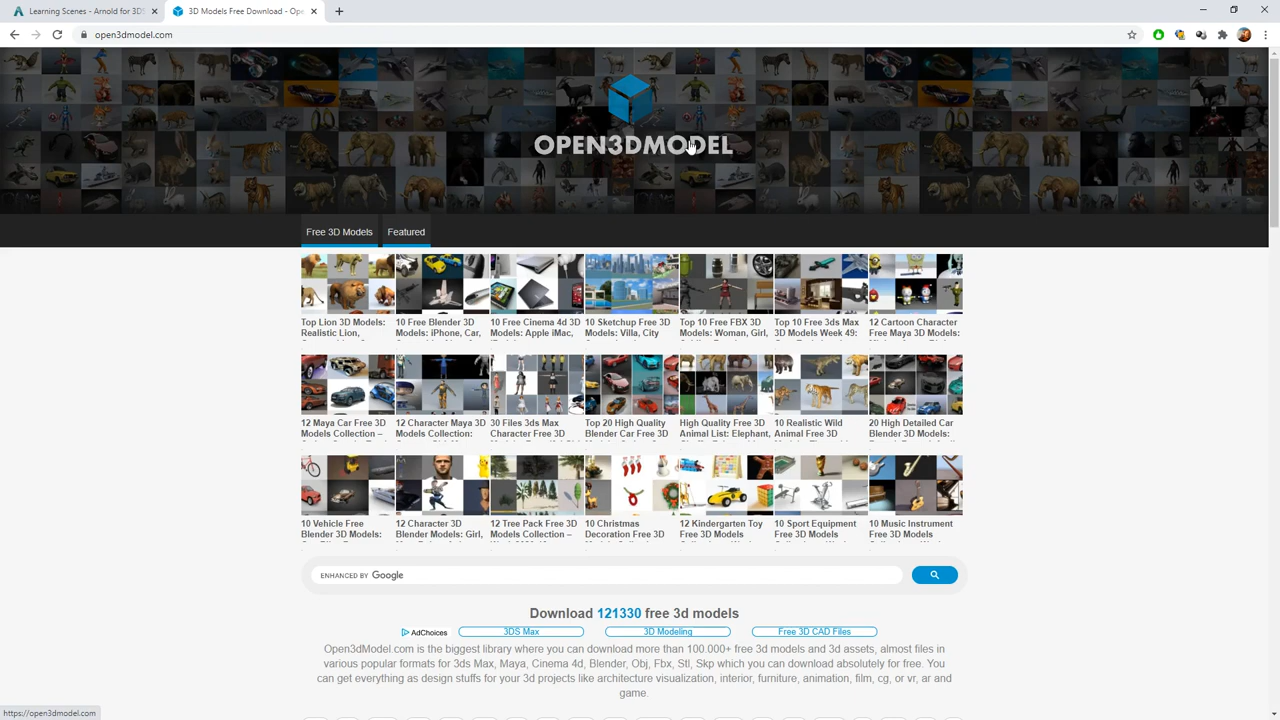 Learning Scenes - Arnold for 3DS
3D Models Free Download - Ope
open3dmodel.com
OPEN3DMODEL
Free 3D Models
Featured
Top Lion 3D Models:
Realistic Lion,
10 Free Blender 3D
Models: iPhone, Car,
10 Free Cinema 4d 3D
Models: Apple iMac,
10 Sketchup Free 3D
Models: Villa, City
Top 10 Free FBX 3D
Models: Woman, Girl,
Top 10 Free 3ds Max
3D Models Week 49:
12 Cartoon Character
Free Maya 3D Models:
12 Maya Car Free 3D
Models Collection –
12 Character Maya 3D
Models Collection:
30 Files 3ds Max
Character Free 3D
Top 20 High Quality
Blender Car Free 3D
High Quality Free 3D
Animal List: Elephant,
10 Realistic Wild
Animal Free 3D
20 High Detailed Car
Blender 3D Models:
10 Vehicle Free
Blender 3D Models:
12 Character 3D
Blender Models: Girl,
12 Tree Pack Free 3D
Models Collection –
10 Christmas
Decoration Free 3D
12 Kindergarten Toy
Free 3D Models
10 Sport Equipment
Free 3D Models
10 Music Instrument
Free 3D Models
ENHANCED BY Google
Download 121330 free 3d models
AdChoices
3DS Max
3D Modeling
Free 3D CAD Files
Open3dModel.com is the biggest library where you can download more than 100.000+ free 3d models and 3d assets, almost files in
various popular formats for 3ds Max, Maya, Cinema 4d, Blender, Obj, Fbx, Stl, Skp which you can download absolutely for free. You
can get everything as design stuffs for your 3d projects like architecture visualization, interior, furniture, animation, film, cg, or vr, ar and
game.
https://open3dmodel.com